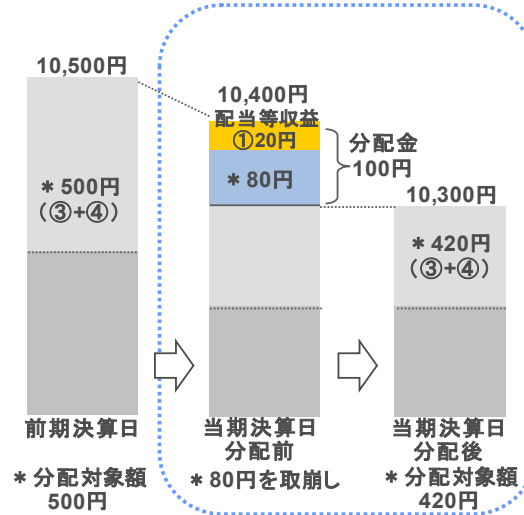 10,500円
＊500円
（③+④）
前期決算日
＊分配対象額
500円
10,400円
配当等収益
①20円
＊80円
分配金
100円
当期決算日
分配前
＊80円を取崩し
10,300円
＊420円
（③+④）
当期決算日
分配後
＊分配対象額
420円